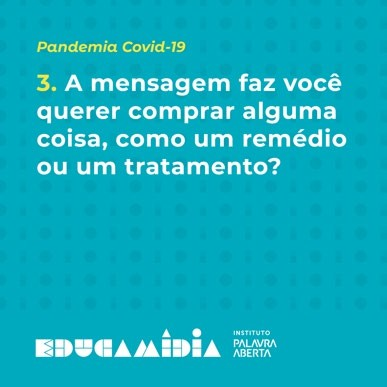 Pandemia Covid-19
3. A mensagem faz você
querer comprar alguma
coisa, como um remédio
ou um tratamento?
EDUCAMÍDIA
INSTITUTO
PALAVRA
ABERTA